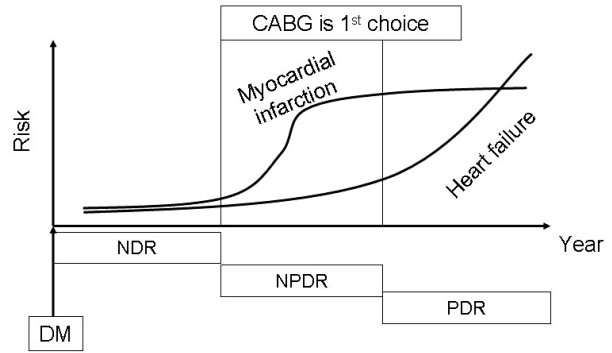 CABG is 1st choice
Myocardial
infarction
Heart failure
Risk
Year
NDR
NPDR
PDR
DM